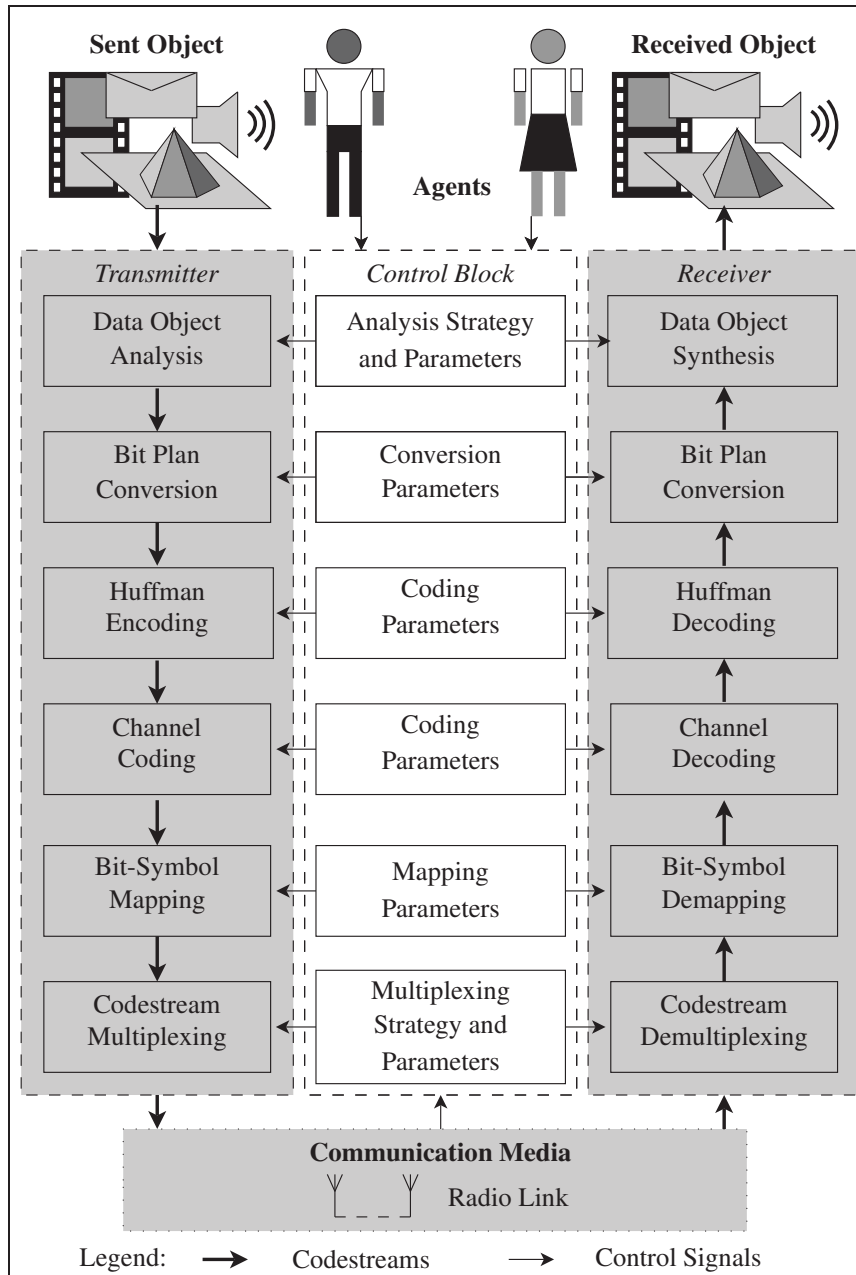 Sent Object
Received Object
Agents
Transmitter
Control Block
Receiver
Data Object
Analysis
Analysis Strategy
and Parameters
Data Object
Synthesis
Bit Plan
Conversion
Conversion
Parameters
Bit Plan
Conversion
Huffman
Encoding
Coding
Parameters
Huffman
Decoding
Channel
Coding
Coding
Parameters
Channel
Decoding
Bit-Symbol
Mapping
Mapping
Parameters
Bit-Symbol
Demapping
Codestream
Multiplexing
Multiplexing
Strategy and
Parameters
Codestream
Demultiplexing
Communication Media
Radio Link
Legend: Codestreams Control Signals